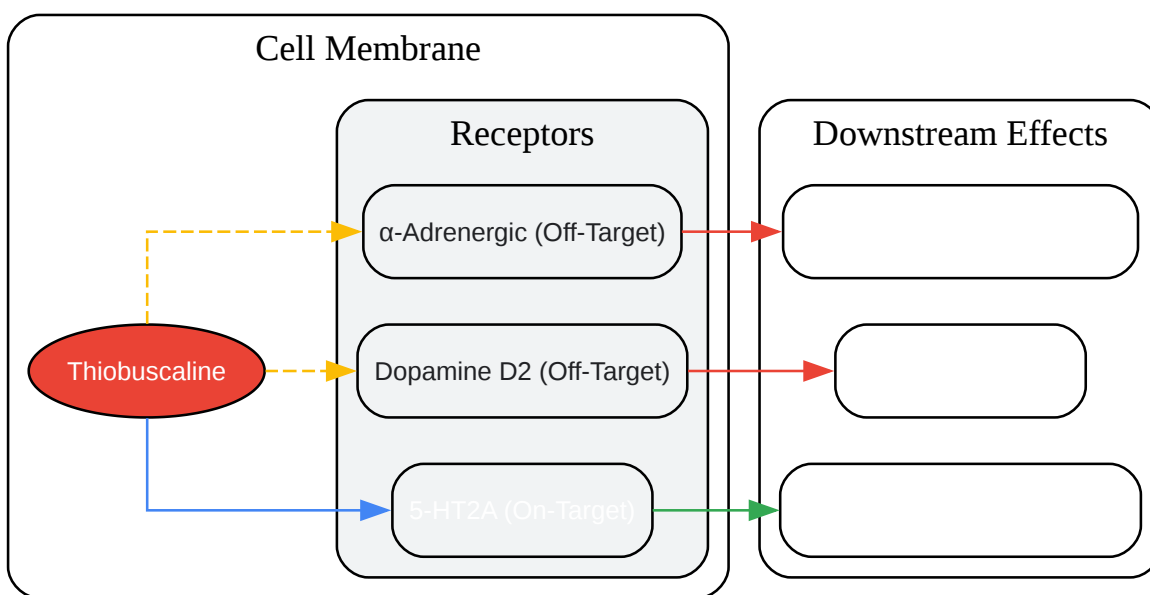 Cell Membrane
Receptors
Downstream Effects
α-Adrenergic (Off-Target)
Thiobuscaline
Dopamine D2 (Off-Target)
5-HT2A (On-Target)